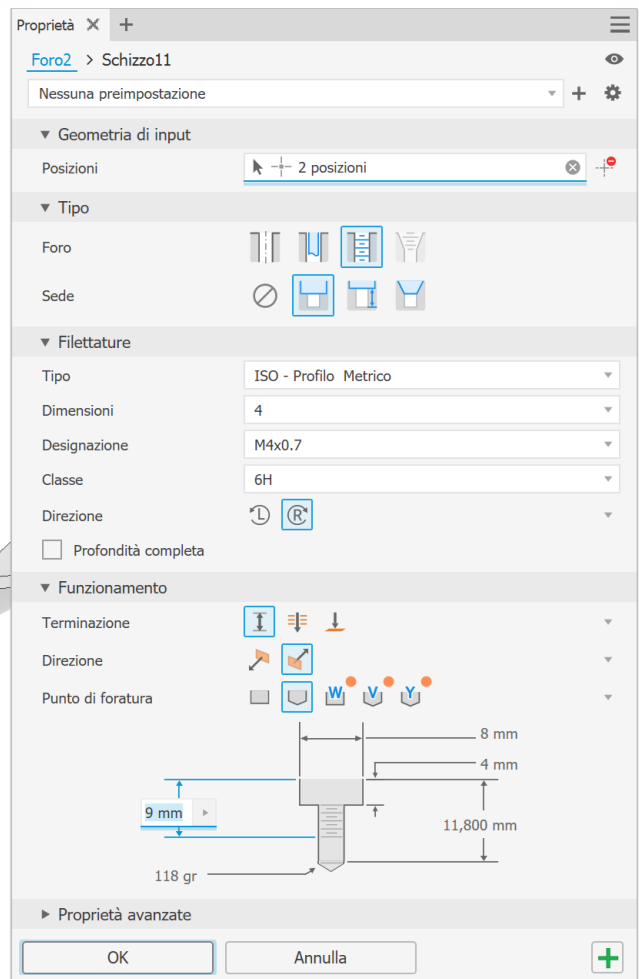 Proprietà
Foro2 > Schizzo11
Nessuna preimpostazione
Geometria di input
Posizioni 2 posizioni
Tipo
Foro
Sede
Filettature
Tipo ISO - Profilo Metrico
Dimensioni 4
Designazione M4x0.7
Classe 6H
Direzione L R
Profondità completa
Funzionamento
Terminazione
Direzione
Punto di foratura W V Y
8 mm
4 mm
9 mm
11,800 mm
118 gr
Proprietà avanzate
OK Annulla